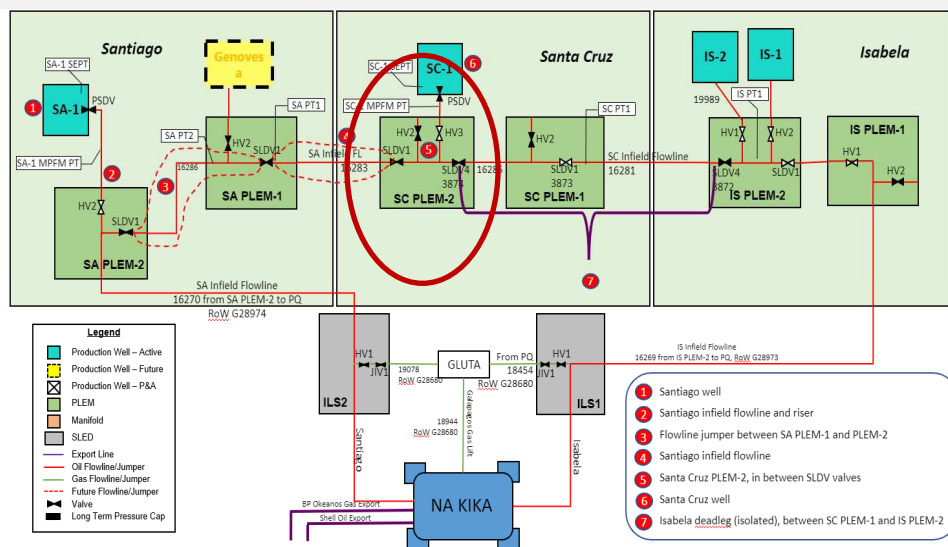 Santiago
Santa Cruz
Isabela
SA-1 SEPT
SA-1
PSDV
1
SA-1 MPFM PT
2
HV2
SLDV1
SA PLEM-2
3
16286
SA PT2
Genoves
a
HV2
SLDV1
SA PT1
SA PLEM-1
4
SA Infield FL
16283
SC-1 SEPT
SC-1
6
PSDV
HV2
HV3
5
SLDV1
SLDV4
3874
SC PLEM-2
HV2
SC PT1
SLDV1
3873
SC PLEM-1
SC Infield Flowline
16281
IS-2
IS-1
19989
IS PT1
HV1
HV2
SLDV4
3872
SLDV1
IS PLEM-2
IS PLEM-1
HV1
HV2
7
SA Infield Flowline
16270 from SA PLEM-2 to PQ
RoW G28974
IS Infield Flowline
16269 from IS PLEM-2 to PQ, RoW G28973
Legend
Production Well – Active
Production Well – Future
Production Well – P&A
PLEM
Manifold
SLED
Export Line
Oil Flowline/Jumper
Gas Flowline/Jumper
Future Flowline/Jumper
Valve
Long Term Pressure Cap
HV1
JIV1
ILS2
19078
RoW G28680
GLUTA
From PQ
18454
RoW G28680
HV1
JIV1
ILS1
18944
RoW G28680
Galapagos Gas Lift
Santiago
Isabela
NA KIKA
BP Okeanos Gas Export
Shell Oil Export
1 Santiago well
2 Santiago infield flowline and riser
3 Flowline jumper between SA PLEM-1 and PLEM-2
4 Santiago infield flowline
5 Santa Cruz PLEM-2, in between SLDV valves
6 Santa Cruz well
7 Isabela deadleg (isolated), between SC PLEM-1 and IS PLEM-2